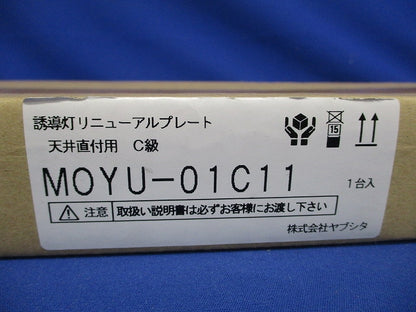 誘導灯リニューアルプレート
15
天井直付用 C級
MOYU-01C11
1台入
注意 取扱い説明書は必ずお客様にお渡し下さい
株式会社ヤブシタ